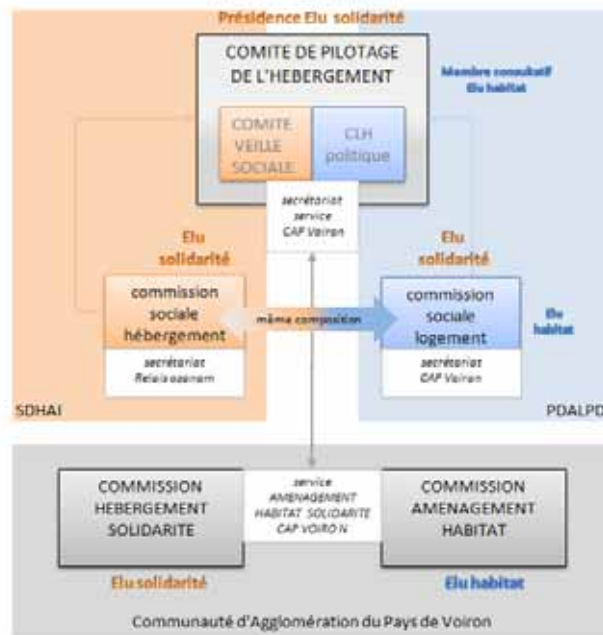 Présidence Elu solidarité
COMITE DE PILOTAGE
DE L'HEBERGEMENT
Membre consultatif
Elu habitat
COMITE
VEILLE
SOCIALE
CLH
politique
secrétariat
service
CAP Voiron
Elu
solidarité
Elu
solidarité
commission
sociale
hébergement
même composition
commission
sociale
logement
Elu
habitat
secrétariat
Relais ozanam
secrétariat
CAP Voiron
SDHAI
PDALPD
COMMISSION
HEBERGEMENT
SOLIDARITE
service
AMENAGEMENT
HABITAT SOLIDARITE
CAP VOIRON
COMMISSION
AMENAGEMENT
HABITAT
Elu solidarité
Elu habitat
Communauté d'Agglomération du Pays de Voiron